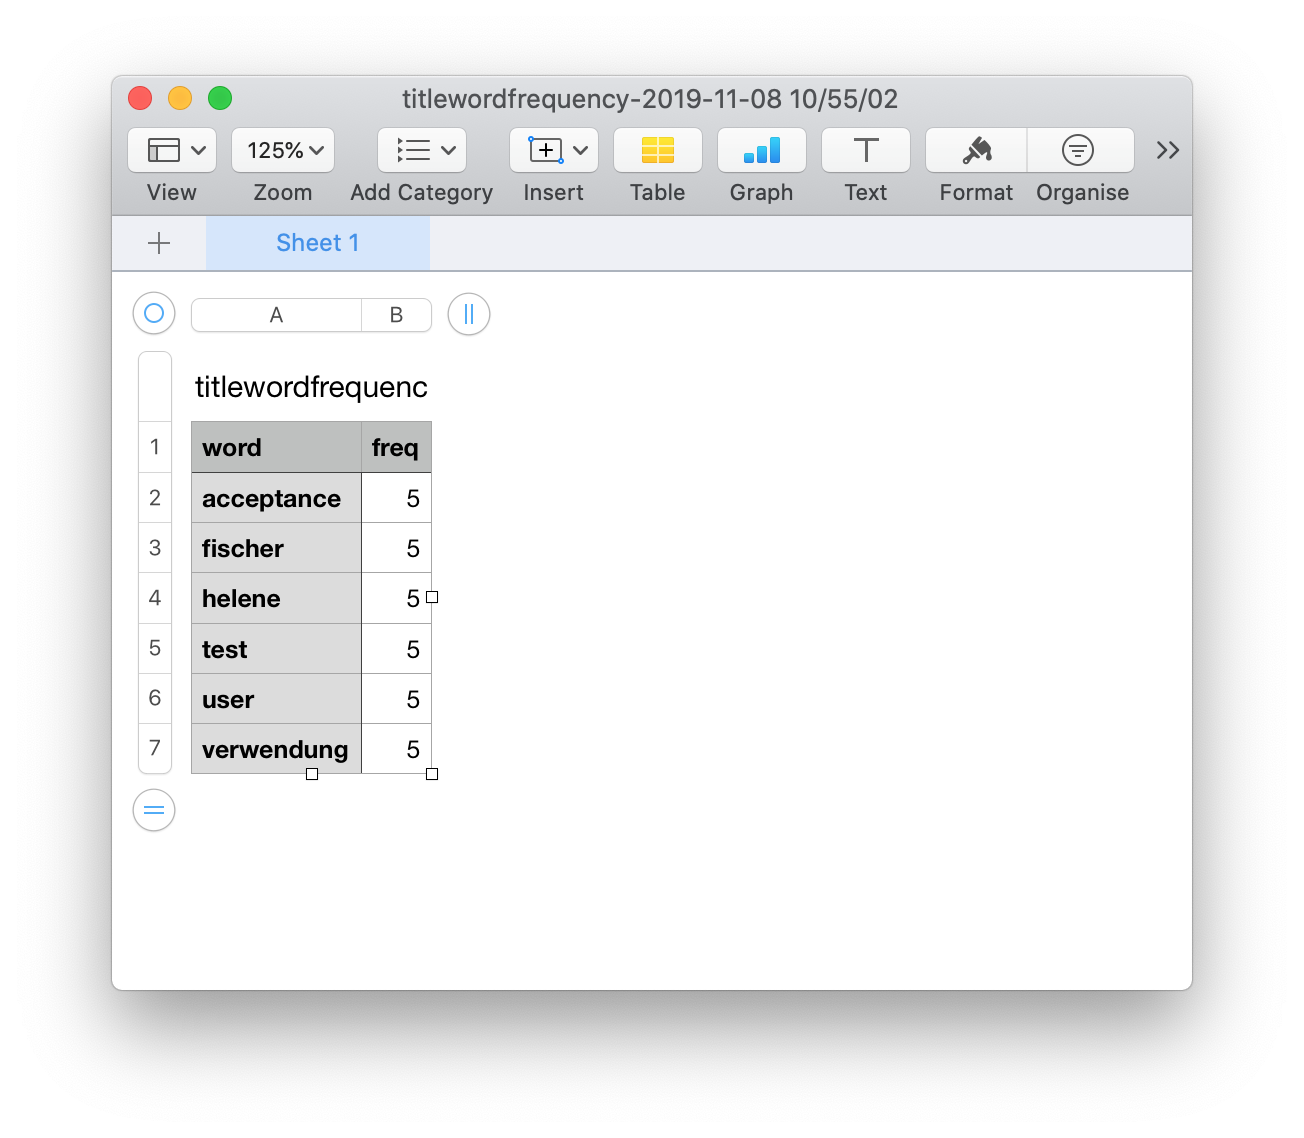 titlewordfrequency-2019-11-08 10/55/02
125%
View Zoom Add Category Insert Table Graph Text Format Organise
Sheet 1
A B
titlewordfrequenc
1 word freq
2 acceptance 5
3 fischer 5
4 helene 5
5 test 5
6 user 5
7 verwendung 5